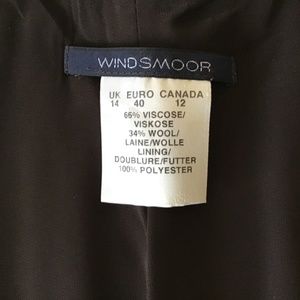 WINDSMOOR
UK EURO CANADA
14 40 12
66% VISCOSE/
VISKOSE
34% WOOL/
LAINE/WOLLE
LINING/
DOUBLURE/FUTTER
100% POLYESTER